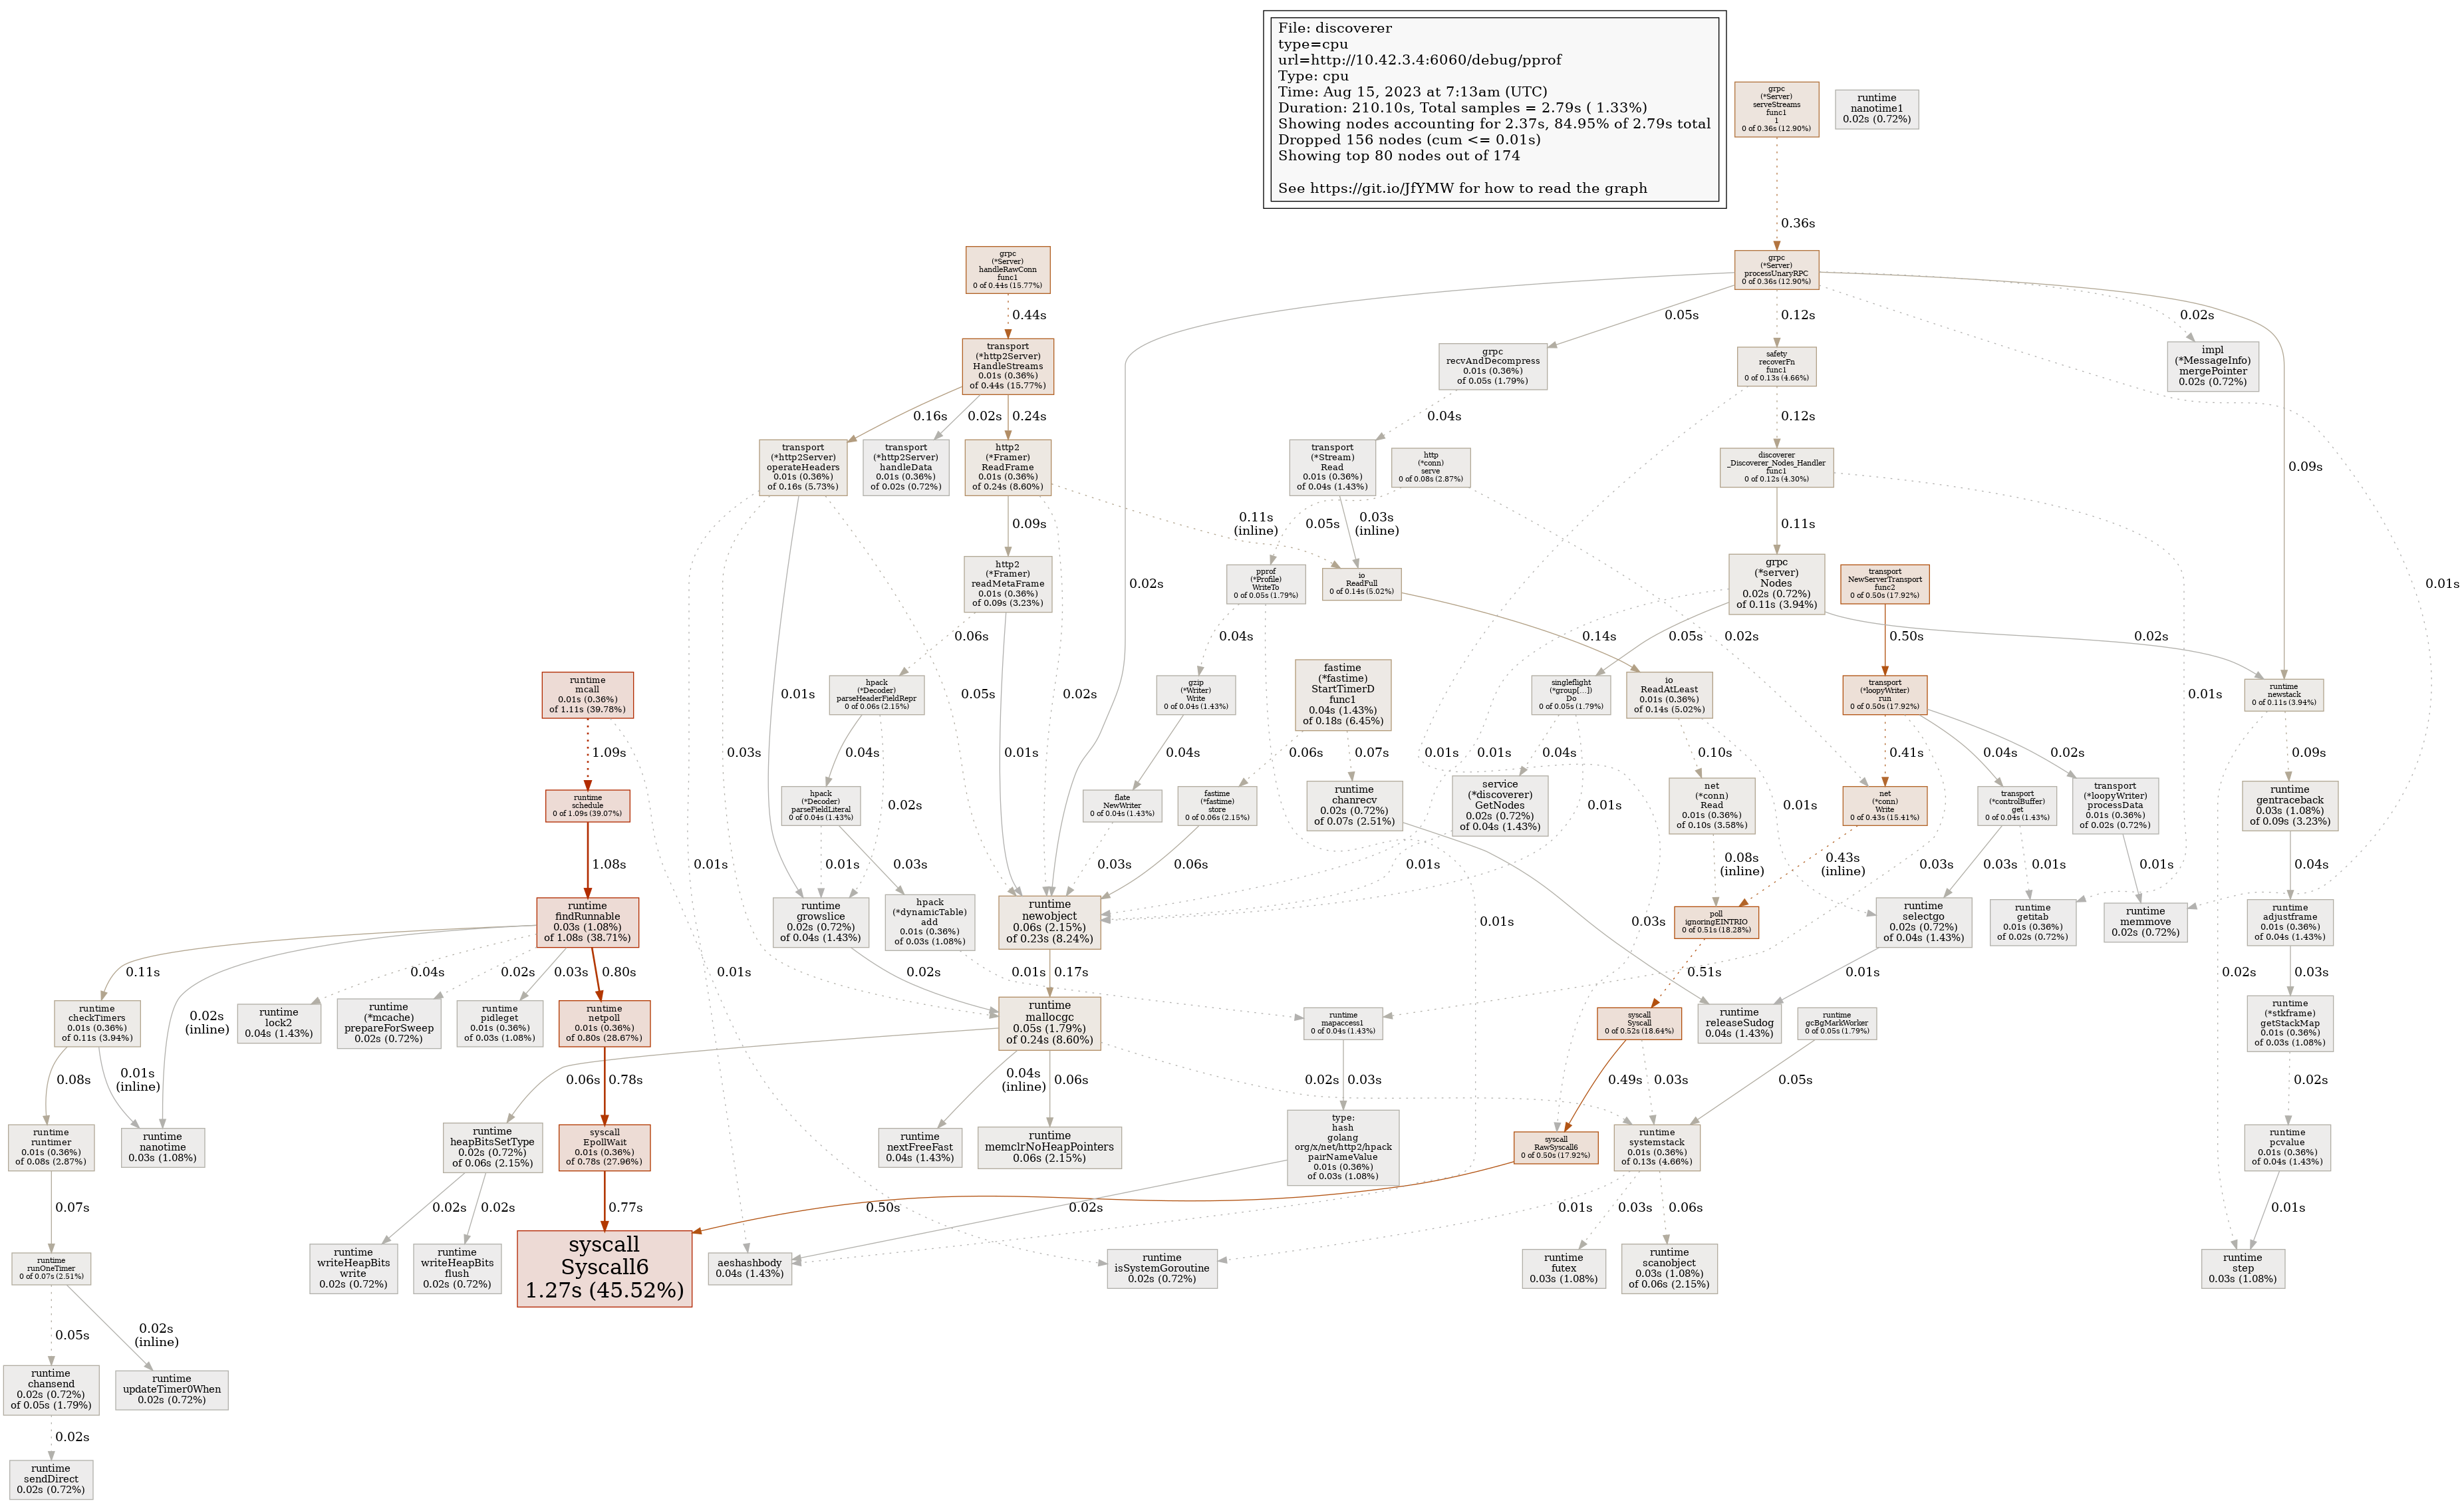 File: discoverer
type=cpu
url=http://10.42.3.4:6060/debug/pprof
Type: cpu
Time: Aug 15, 2023 at 7:13am (UTC)
Duration: 210.10s, Total samples = 2.79s ( 1.33%)
Showing nodes accounting for 2.37s, 84.95% of 2.79s total
Dropped 156 nodes (cum <= 0.01s)
Showing top 80 nodes out of 174
See https://git.io/JfYMW for how to read the graph
grpc
(*Server)
serveStreams
func1
1
0 of 0.36s (12.90%)
runtime
nanotime1
0.02s (0.72%)
0.36s
grpc
(*Server)
handleRawConn
func1
0 of 0.44s (15.77%)
grpc
(*Server)
processUnaryRPC
0 of 0.36s (12.90%)
0.44s
0.05s
0.12s
0.02s
transport
(*http2Server)
HandleStreams
0.01s (0.36%)
of 0.44s (15.77%)
grpc
recvAndDecompress
0.01s (0.36%)
of 0.05s (1.79%)
safety
recoverFn
func1
0 of 0.13s (4.66%)
impl
(*MessageInfo)
mergePointer
0.02s (0.72%)
0.16s
0.02s
0.24s
0.04s
0.12s
transport
(*http2Server)
operateHeaders
0.01s (0.36%)
of 0.16s (5.73%)
transport
(*http2Server)
handleData
0.01s (0.36%)
of 0.02s (0.72%)
http2
(*Framer)
ReadFrame
0.01s (0.36%)
of 0.24s (8.60%)
transport
(*Stream)
Read
0.01s (0.36%)
of 0.04s (1.43%)
http
(*conn)
serve
0 of 0.08s (2.87%)
discoverer
_Discoverer_Nodes_Handler
func1
0 of 0.12s (4.30%)
0.09s
0.09s
0.11s
(inline)
0.05s
0.03s
(inline)
0.11s
http2
(*Framer)
readMetaFrame
0.01s (0.36%)
of 0.09s (3.23%)
0.02s
pprof
(*Profile)
WriteTo
0 of 0.05s (1.79%)
io
ReadFull
0 of 0.14s (5.02%)
grpc
(*server)
Nodes
0.02s (0.72%)
of 0.11s (3.94%)
transport
NewServerTransport
func2
0 of 0.50s (17.92%)
0.01s
0.06s
0.04s
0.14s
0.05s
0.02s
0.50s
0.02s
runtime
mcall
0.01s (0.36%)
of 1.11s (39.78%)
0.01s
hpack
(*Decoder)
parseHeaderFieldRepr
0 of 0.06s (2.15%)
0.05s
0.02s
gzip
(*Writer)
Write
0 of 0.04s (1.43%)
fastime
(*fastime)
StartTimerD
func1
0.04s (1.43%)
of 0.18s (6.45%)
singleflight
(*group[...])
Do
0 of 0.05s (1.79%)
io
ReadAtLeast
0.01s (0.36%)
of 0.14s (5.02%)
transport
(*loopyWriter)
run
0 of 0.50s (17.92%)
0.01s
runtime
newstack
0 of 0.11s (3.94%)
1.09s
0.03s
0.04s
0.01s
0.04s
0.06s
0.07s
0.01s
0.01s
0.04s
0.10s
0.41s
0.04s
0.02s
0.09s
runtime
schedule
0 of 1.09s (39.07%)
hpack
(*Decoder)
parseFieldLiteral
0 of 0.04s (1.43%)
0.02s
flate
NewWriter
0 of 0.04s (1.43%)
fastime
(*fastime)
store
0 of 0.06s (2.15%)
runtime
chanrecv
0.02s (0.72%)
of 0.07s (2.51%)
service
(*discoverer)
GetNodes
0.02s (0.72%)
of 0.04s (1.43%)
0.01s
net
(*conn)
Read
0.01s (0.36%)
of 0.10s (3.58%)
0.01s
net
(*conn)
Write
0 of 0.43s (15.41%)
transport
(*controlBuffer)
get
0 of 0.04s (1.43%)
transport
(*loopyWriter)
processData
0.01s (0.36%)
of 0.02s (0.72%)
runtime
gentraceback
0.03s (1.08%)
of 0.09s (3.23%)
1.08s
0.01s
0.01s
0.03s
0.03s
0.06s
0.01s
0.08s
(inline)
0.43s
(inline)
0.03s
0.03s
0.01s
0.01s
0.04s
runtime
findRunnable
0.03s (1.08%)
of 1.08s (38.71%)
runtime
growslice
0.02s (0.72%)
of 0.04s (1.43%)
hpack
(*dynamicTable)
add
0.01s (0.36%)
of 0.03s (1.08%)
runtime
newobject
0.06s (2.15%)
of 0.23s (8.24%)
0.01s
0.03s
poll
ignoringEINTRIO
0 of 0.51s (18.28%)
runtime
selectgo
0.02s (0.72%)
of 0.04s (1.43%)
runtime
getitab
0.01s (0.36%)
of 0.02s (0.72%)
runtime
memmove
0.02s (0.72%)
runtime
adjustframe
0.01s (0.36%)
of 0.04s (1.43%)
0.11s
0.04s
0.02s
0.03s
0.80s
0.01s
0.02s
0.01s
0.17s
0.51s
0.01s
0.02s
0.03s
runtime
checkTimers
0.01s (0.36%)
of 0.11s (3.94%)
0.02s
(inline)
runtime
lock2
0.04s (1.43%)
runtime
(*mcache)
prepareForSweep
0.02s (0.72%)
runtime
pidleget
0.01s (0.36%)
of 0.03s (1.08%)
runtime
netpoll
0.01s (0.36%)
of 0.80s (28.67%)
runtime
mallocgc
0.05s (1.79%)
of 0.24s (8.60%)
runtime
mapaccess1
0 of 0.04s (1.43%)
syscall
Syscall
0 of 0.52s (18.64%)
runtime
releaseSudog
0.04s (1.43%)
runtime
gcBgMarkWorker
0 of 0.05s (1.79%)
runtime
(*stkframe)
getStackMap
0.01s (0.36%)
of 0.03s (1.08%)
0.08s
0.01s
(inline)
0.78s
0.06s
0.04s
(inline)
0.06s
0.02s
0.03s
0.49s
0.03s
0.05s
0.02s
runtime
runtimer
0.01s (0.36%)
of 0.08s (2.87%)
runtime
nanotime
0.03s (1.08%)
runtime
heapBitsSetType
0.02s (0.72%)
of 0.06s (2.15%)
syscall
EpollWait
0.01s (0.36%)
of 0.78s (27.96%)
runtime
nextFreeFast
0.04s (1.43%)
runtime
memclrNoHeapPointers
0.06s (2.15%)
type:
hash
golang
org/x/net/http2/hpack
pairNameValue
0.01s (0.36%)
of 0.03s (1.08%)
syscall
RawSyscall6
0 of 0.50s (17.92%)
runtime
systemstack
0.01s (0.36%)
of 0.13s (4.66%)
runtime
pcvalue
0.01s (0.36%)
of 0.04s (1.43%)
0.07s
0.02s
0.02s
0.77s
0.50s
0.02s
0.01s
0.03s
0.06s
0.01s
runtime
runOneTimer
0 of 0.07s (2.51%)
runtime
writeHeapBits
write
0.02s (0.72%)
runtime
writeHeapBits
flush
0.02s (0.72%)
syscall
Syscall6
1.27s (45.52%)
aeshashbody
0.04s (1.43%)
runtime
isSystemGoroutine
0.02s (0.72%)
runtime
futex
0.03s (1.08%)
runtime
scanobject
0.03s (1.08%)
of 0.06s (2.15%)
runtime
step
0.03s (1.08%)
0.05s
0.02s
(inline)
runtime
chansend
0.02s (0.72%)
of 0.05s (1.79%)
runtime
updateTimer0When
0.02s (0.72%)
0.02s
runtime
sendDirect
0.02s (0.72%)